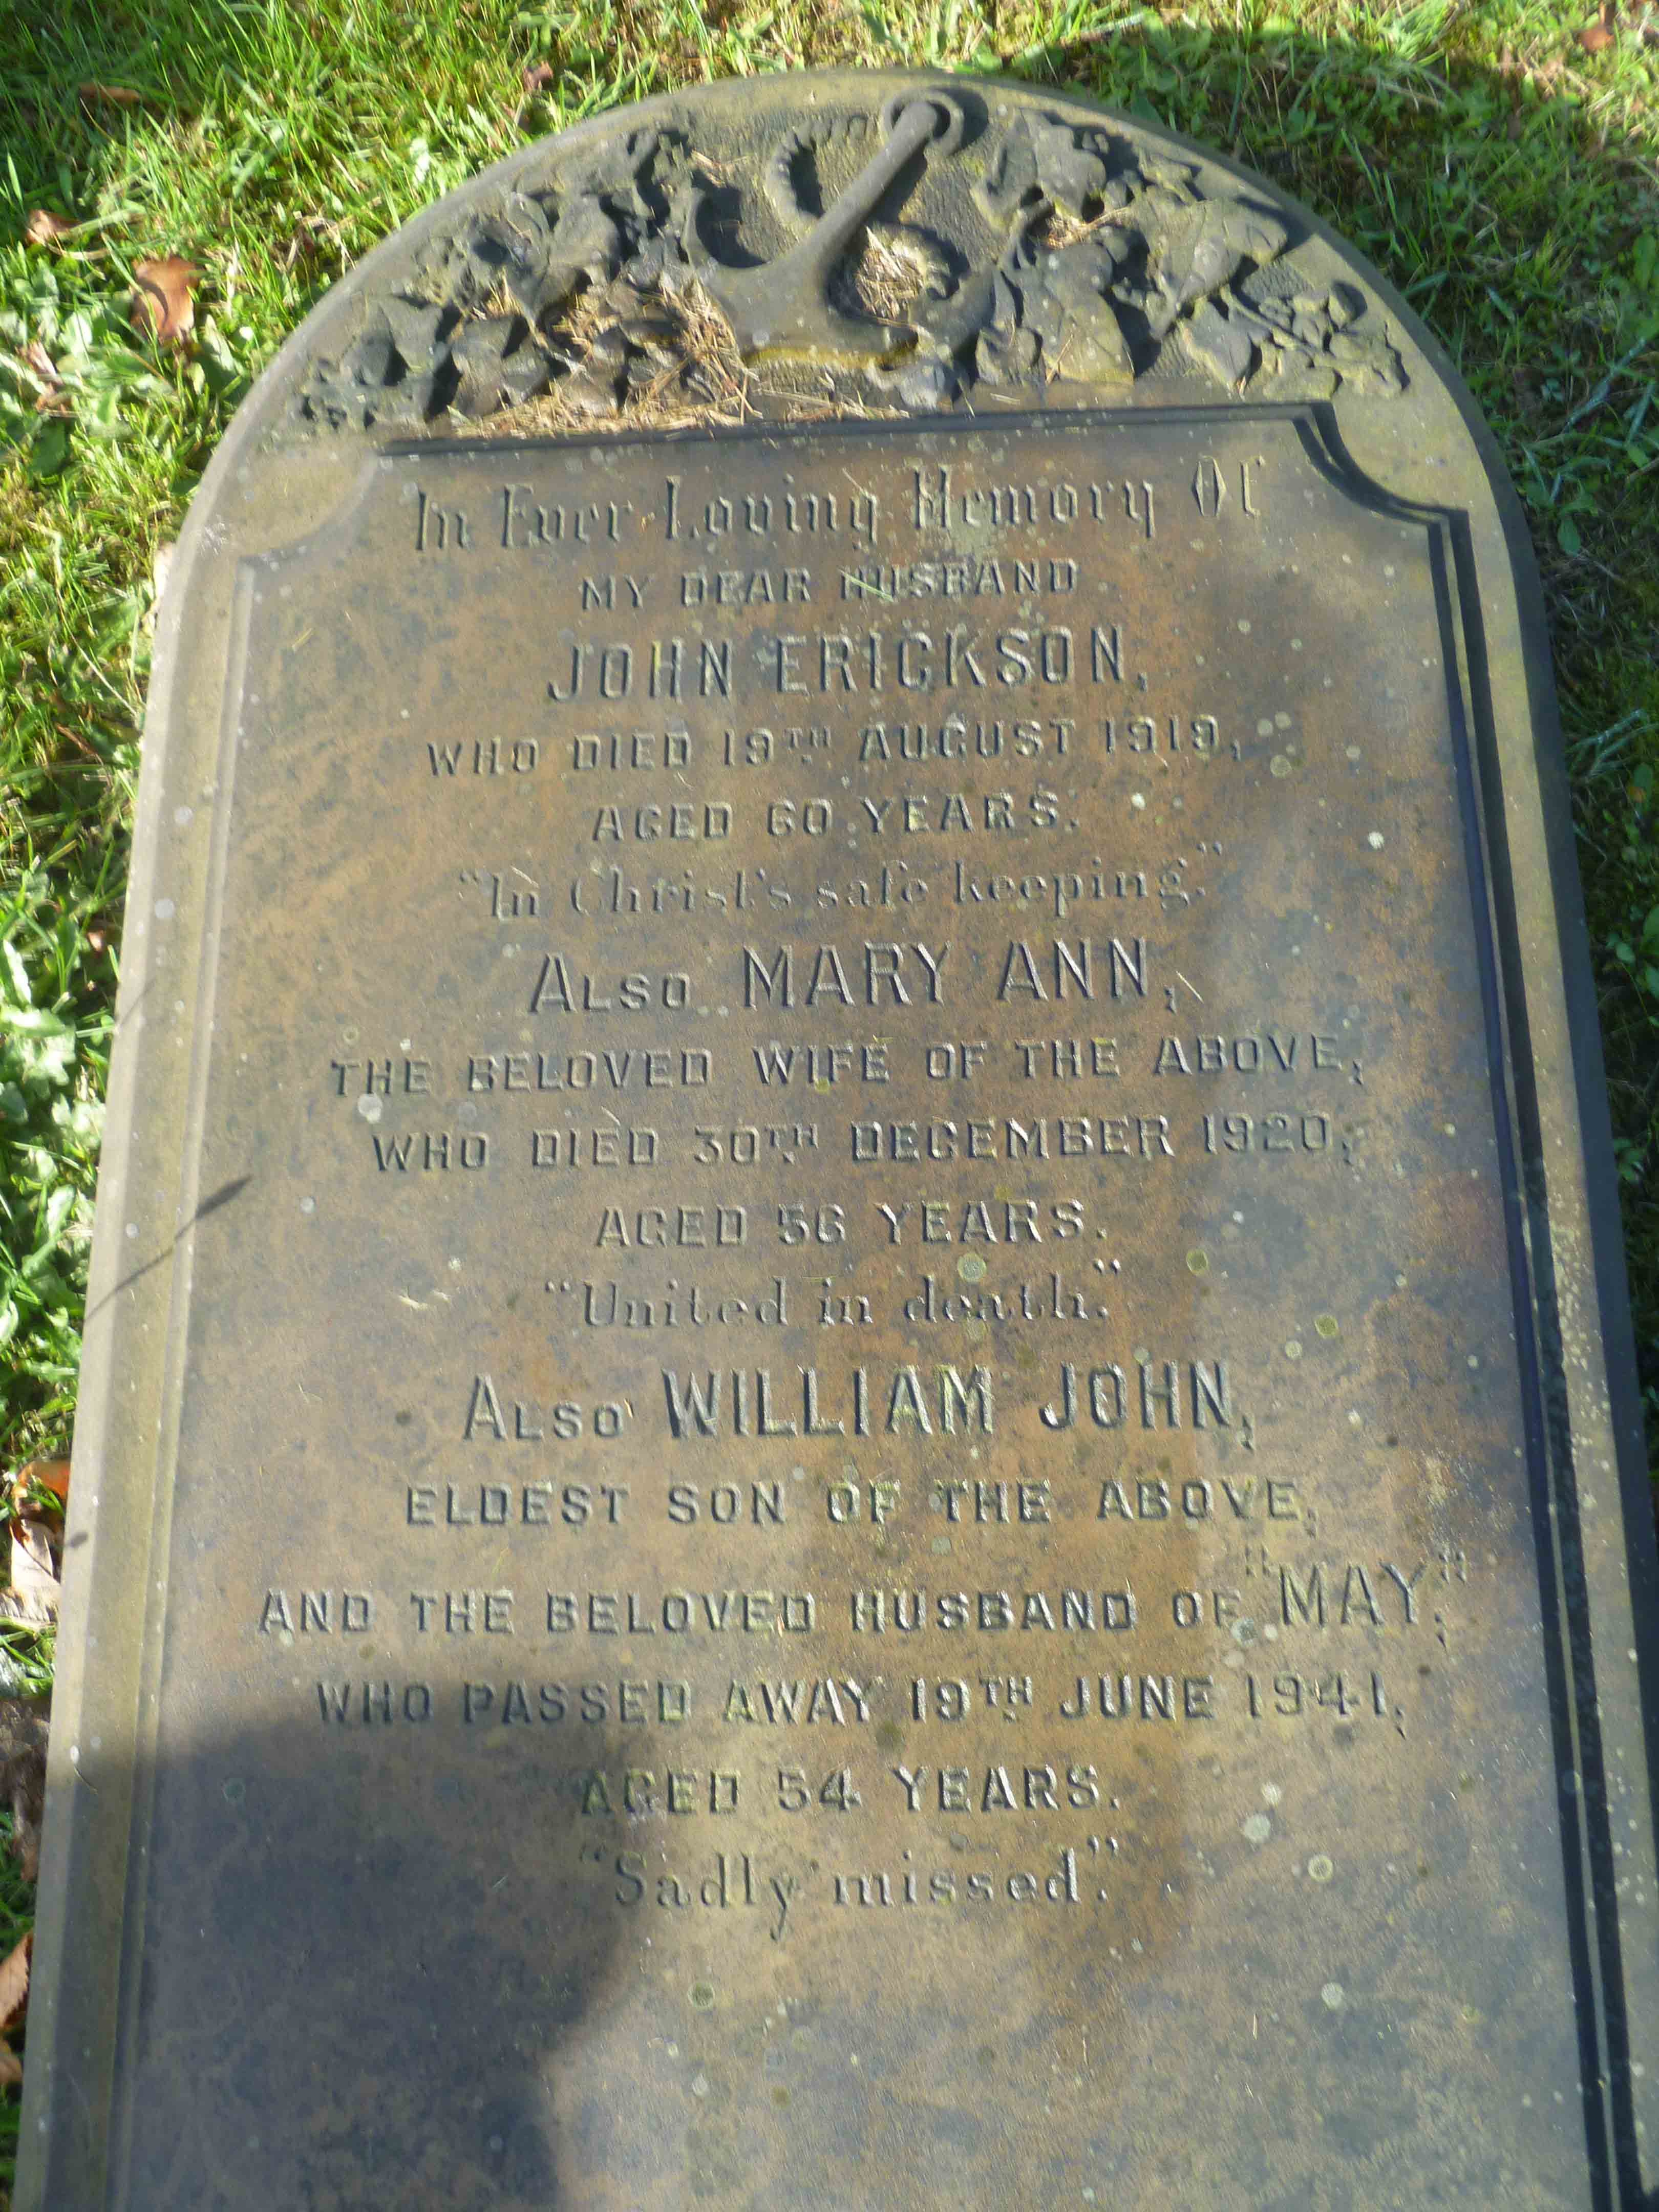 In Ever-Loving Memory Of
MY DEAR HUSBAND
JOHN ERICKSON,
WHO DIED 19TH AUGUST 1919,
AGED 60 YEARS.
"In Christ's safe keeping."
ALSO MARY ANN,
THE BELOVED WIFE OF THE ABOVE,
WHO DIED 30TH DECEMBER 1920,
AGED 56 YEARS.
"United in death."
ALSO WILLIAM JOHN,
ELDEST SON OF THE ABOVE,
AND THE BELOVED HUSBAND OF "MAY,"
WHO PASSED AWAY 19TH JUNE 1941,
AGED 54 YEARS.
"Sadly missed".